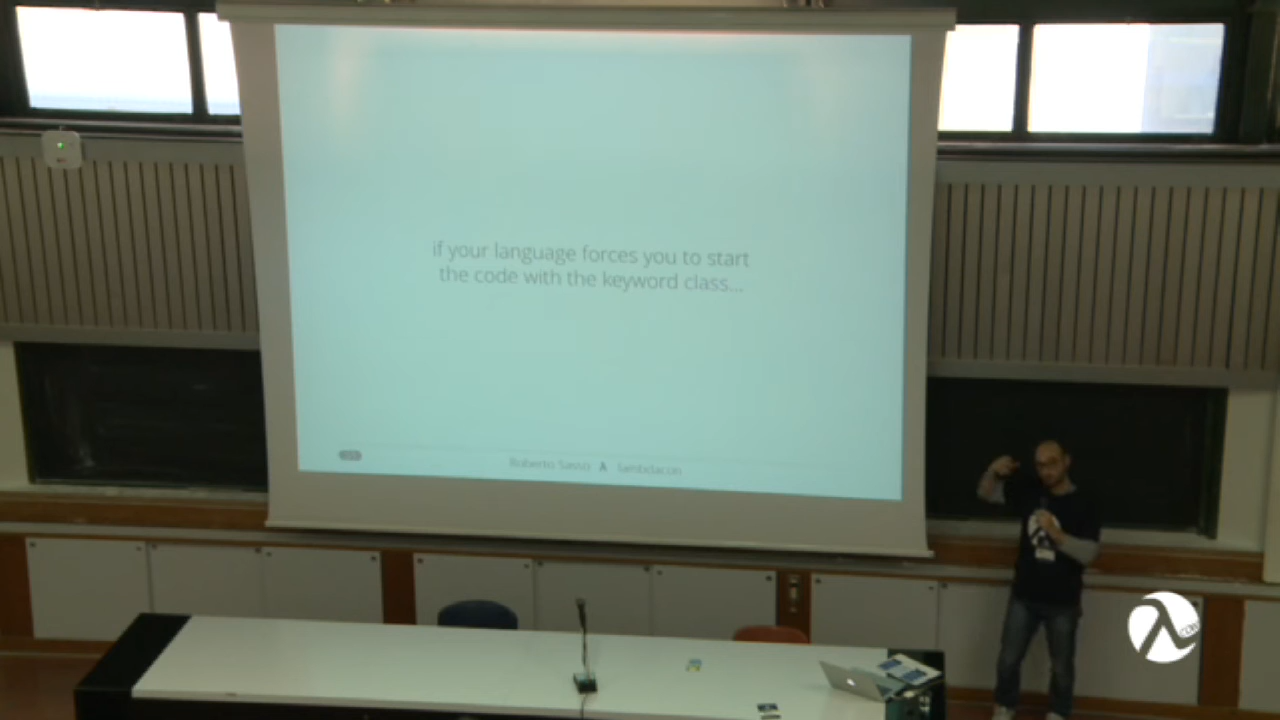 if your language forces you to start
the code with the keyword class...
Roberto Sasso λ lambdacon
λ